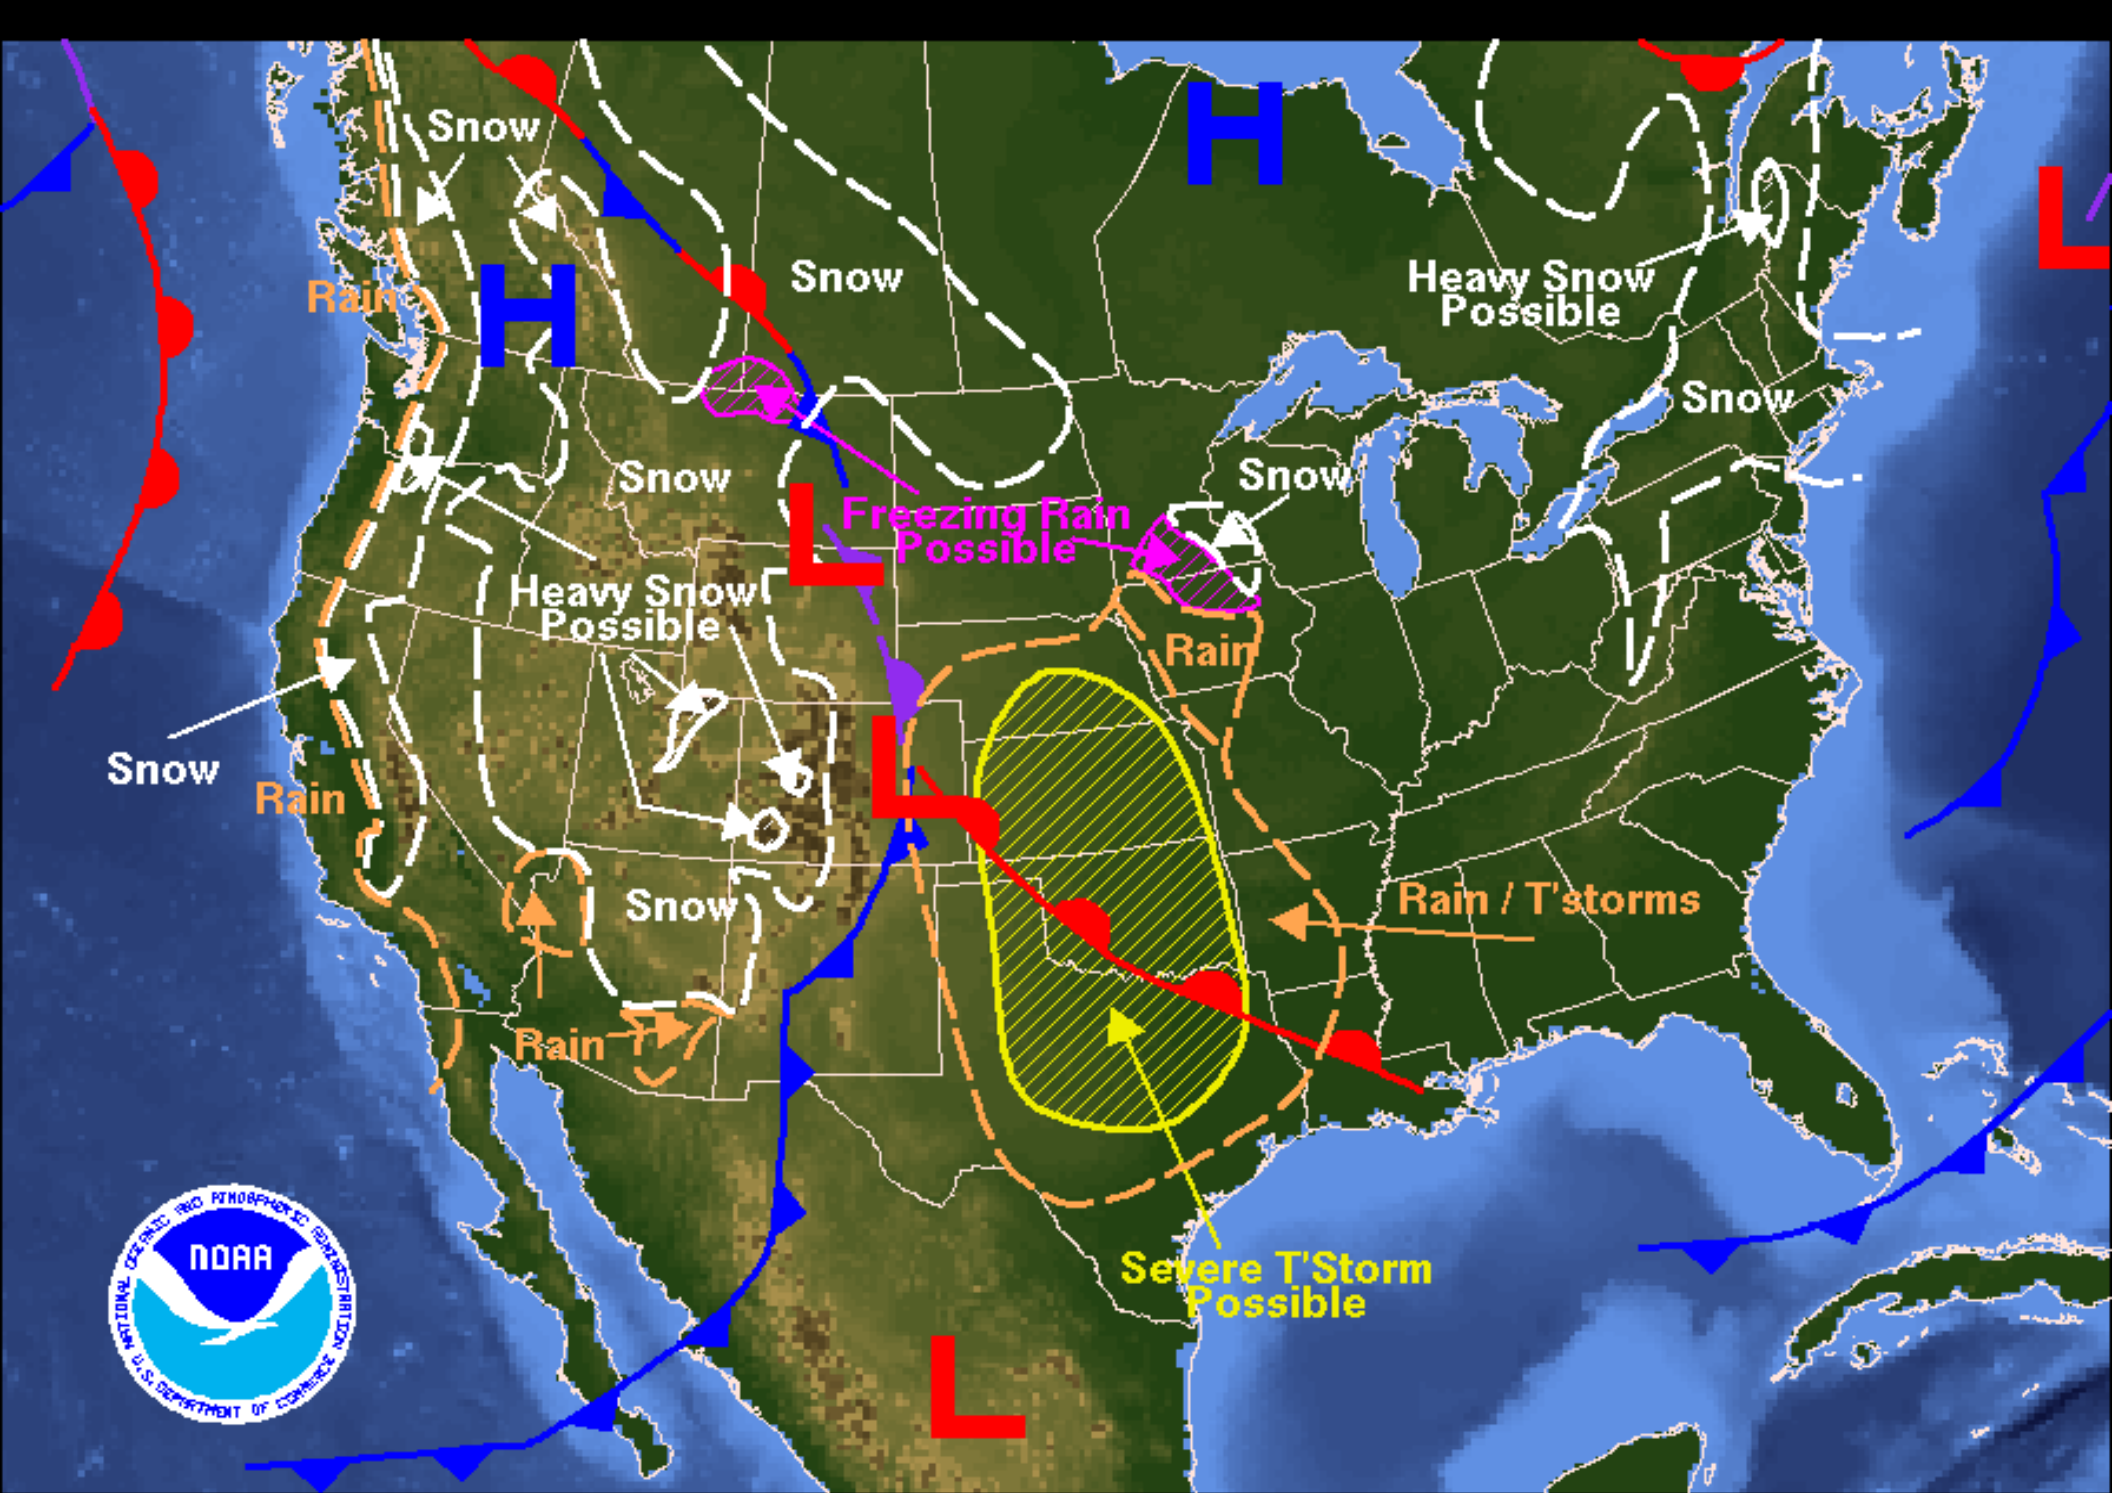 Snow
H
Rain
H
Snow
Heavy Snow
Possible
L
Snow
Snow
Snow
Freezing Rain
Possible
L
Heavy Snow
Possible
Rain
Snow
Rain
L
Snow
Rain / T'storms
Rain
Severe T'Storm
Possible
L
NOAA
NATIONAL OCEANIC AND ATMOSPHERIC ADMINISTRATION
U.S. DEPARTMENT OF COMMERCE